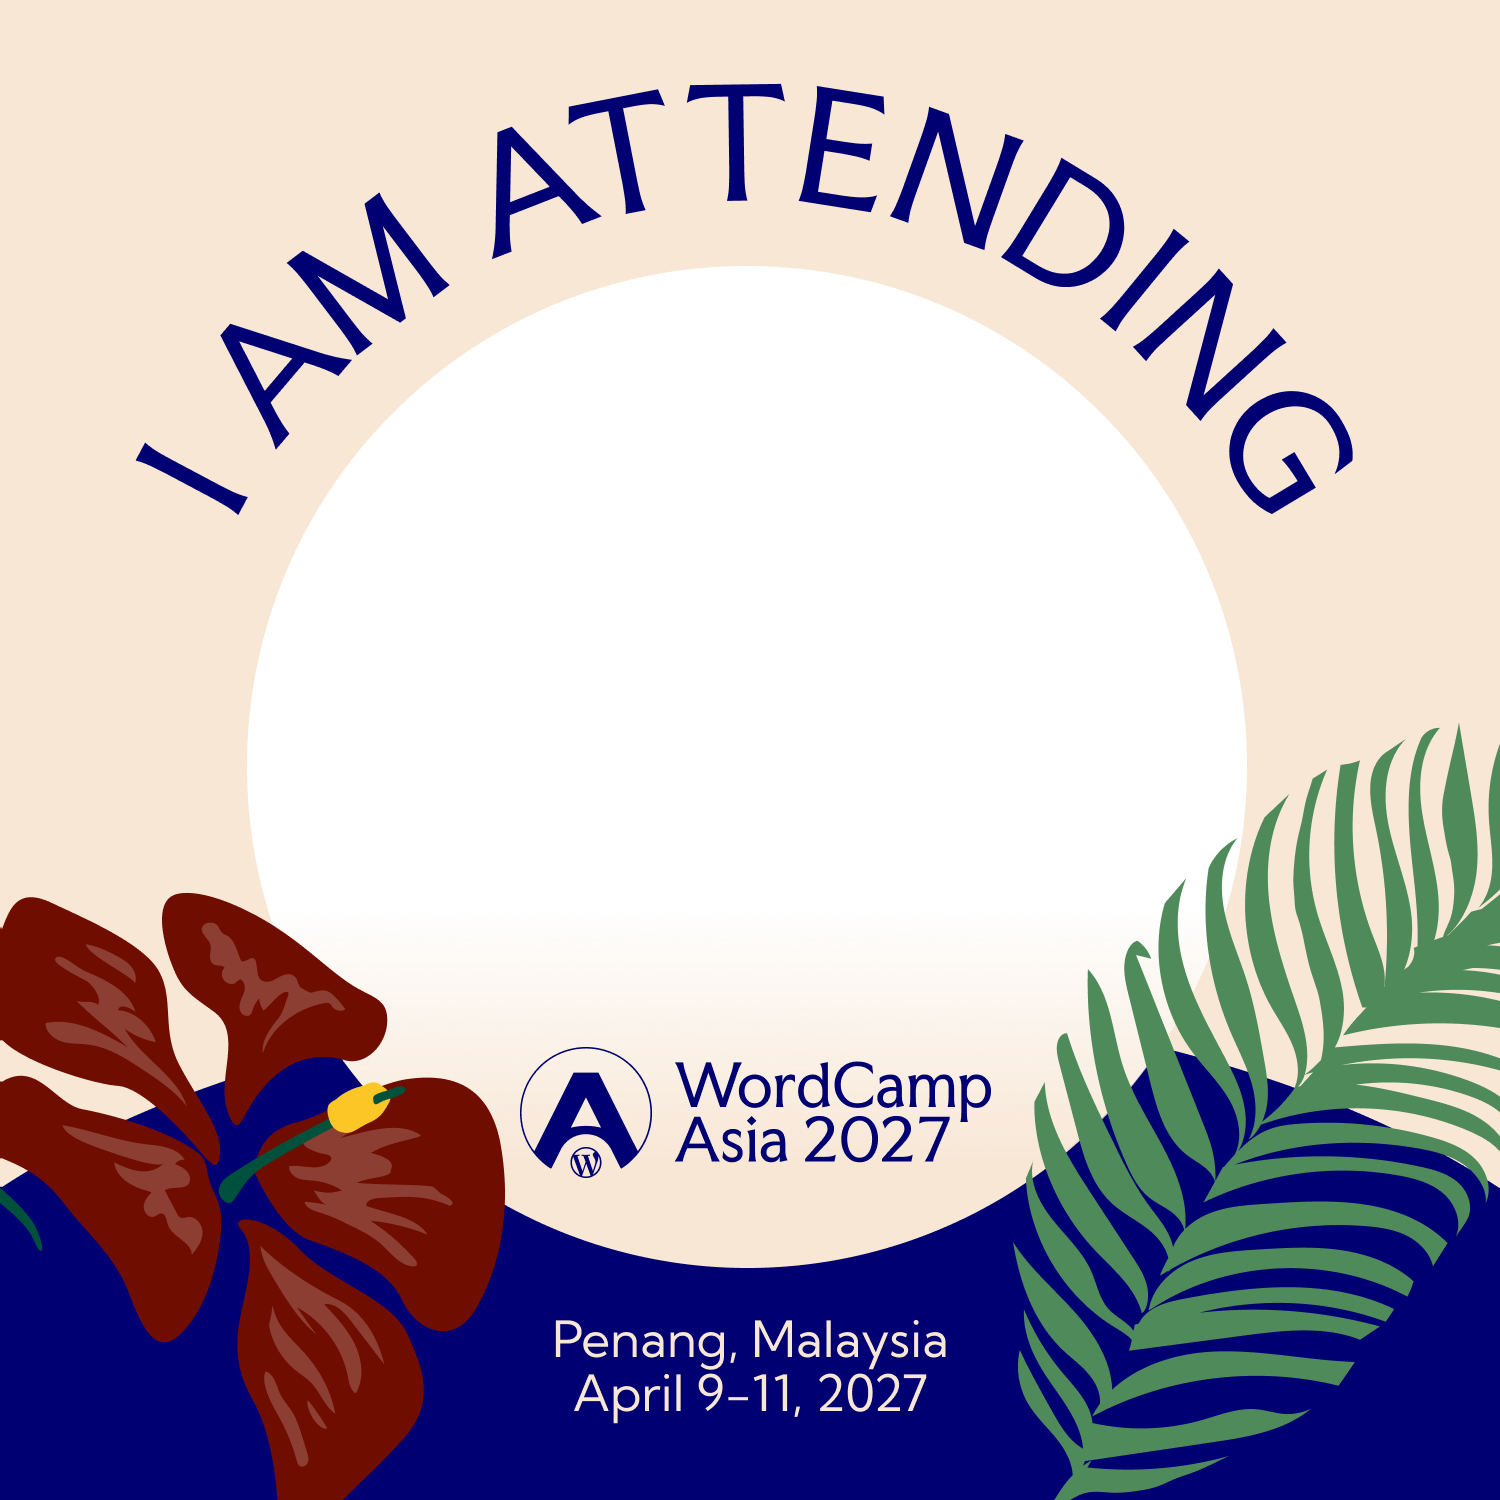 I AM ATTENDING
WordCamp
Asia 2027
Penang, Malaysia
April 9–11, 2027